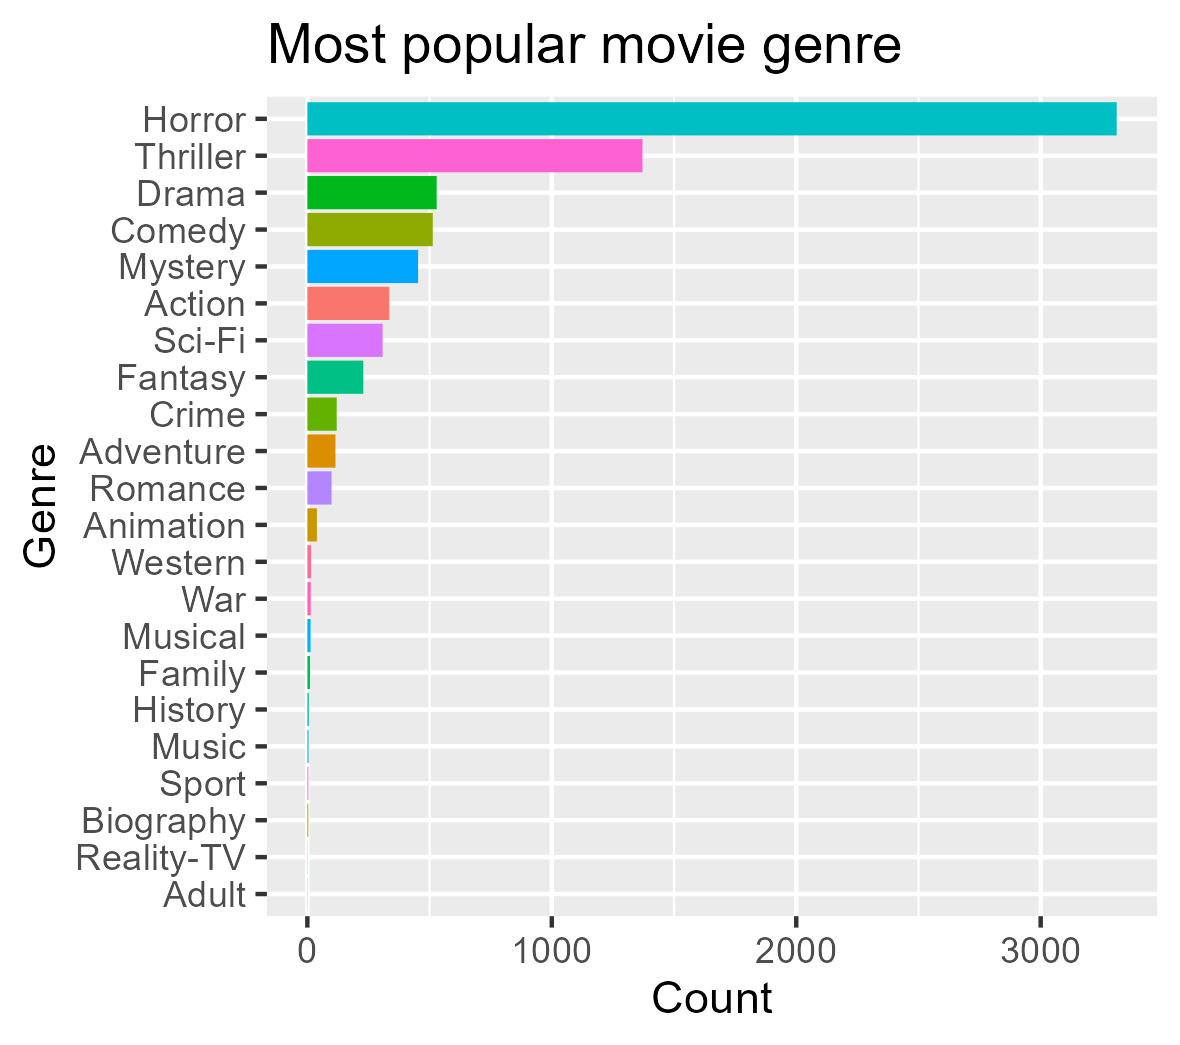 Most popular movie genre
Horror
Thriller
Drama
Comedy
Mystery
Action
Sci-Fi
Fantasy
Crime
Adventure
Romance
Animation
Western
War
Musical
Family
History
Music
Sport
Biography
Reality-TV
Adult
Genre
0 1000 2000 3000
Count